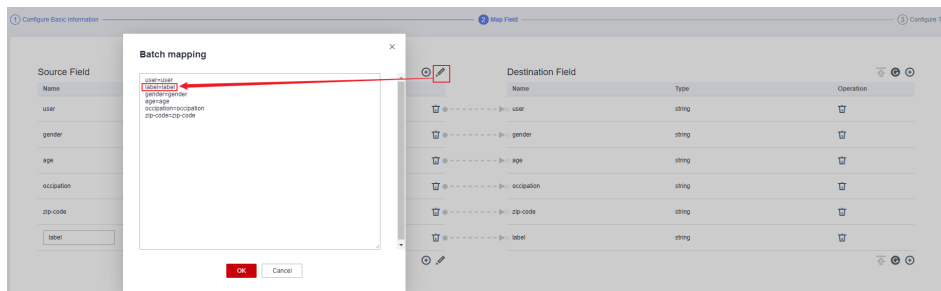 1 Configure Basic Information
2 Map Field
3 Configure T
Batch mapping
user=user
label=label
gender=gender
age=age
occipation=occipation
zip-code=zip-code
OK Cancel
Source Field
Name
user
gender
age
occipation
zip-code
label
Destination Field
Name Type Operation
user string
gender string
age string
occipation string
zip-code string
label string